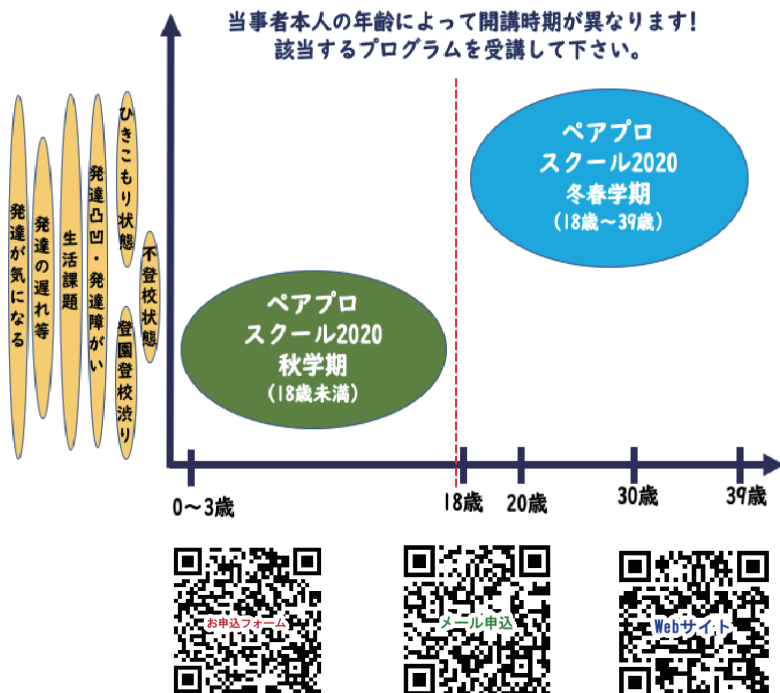 当事者本人の年齢によって開講時期が異なります!
該当するプログラムを受講して下さい。
発達が気になる
発達の遅れ等
生活課題
発達凸凹・発達障がい
ひきこもり状態
登園登校渋り
不登校状態
ペアプロ
スクール2020
秋学期
(18歳未満)
ペアプロ
スクール2020
冬春学期
(18歳～39歳)
0～3歳
18歳
20歳
30歳
39歳
お申込フォーム
メール申込
Webサイト